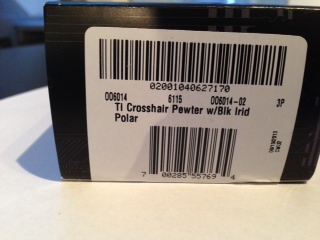 02001040627170
OO6014 6115 OO6014-02 3P
TI Crosshair Pewter w/Blk Irid
Polar
7 00285 55769 4